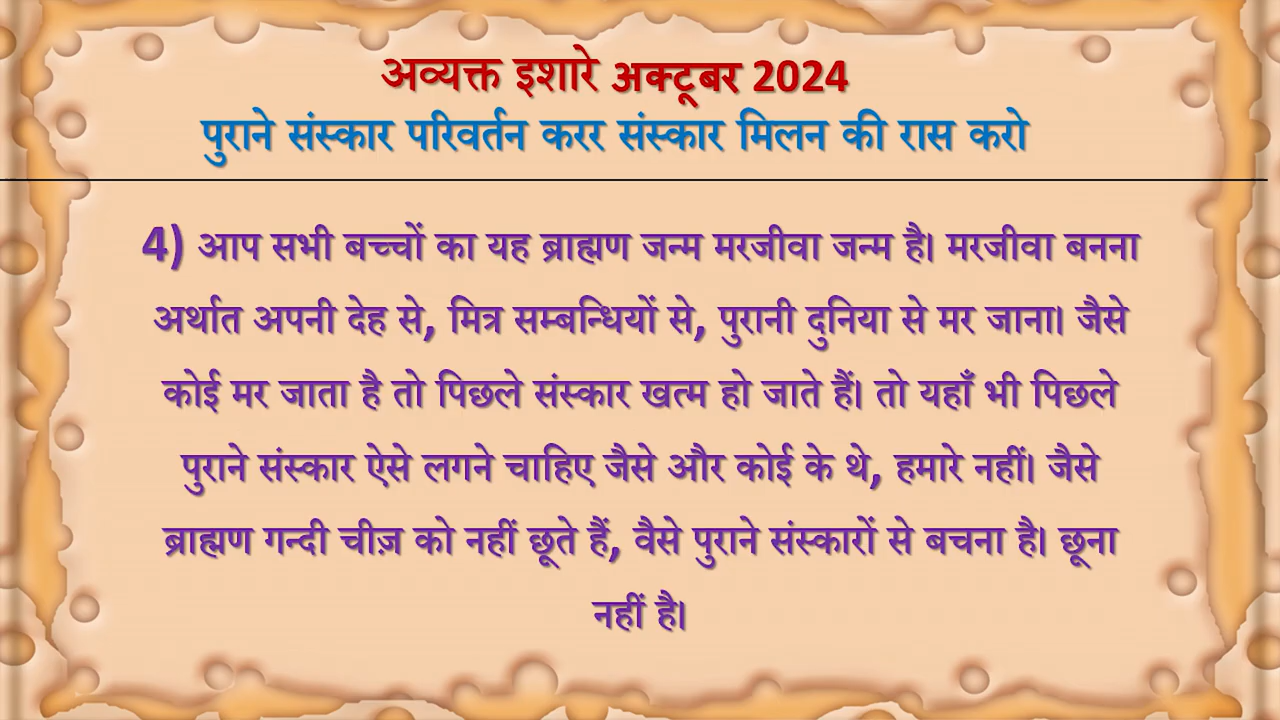 अव्यक्त इशारे अक्टूबर 2024
पुराने संस्कार परिवर्तन करर संस्कार मिलन की रास करो
4) आप सभी बच्चों का यह ब्राह्मण जन्म मरजीवा जन्म है। मरजीवा बनना
अर्थात अपनी देह से, मित्र सम्बन्धियों से, पुरानी दुनिया से मर जाना। जैसे
कोई मर जाता है तो पिछले संस्कार खत्म हो जाते हैं। तो यहाँ भी पिछले
पुराने संस्कार ऐसे लगने चाहिए जैसे और कोई के थे, हमारे नहीं। जैसे
ब्राह्मण गन्दी चीज़ को नहीं छूते हैं, वैसे पुराने संस्कारों से बचना है। छूना
नहीं है।